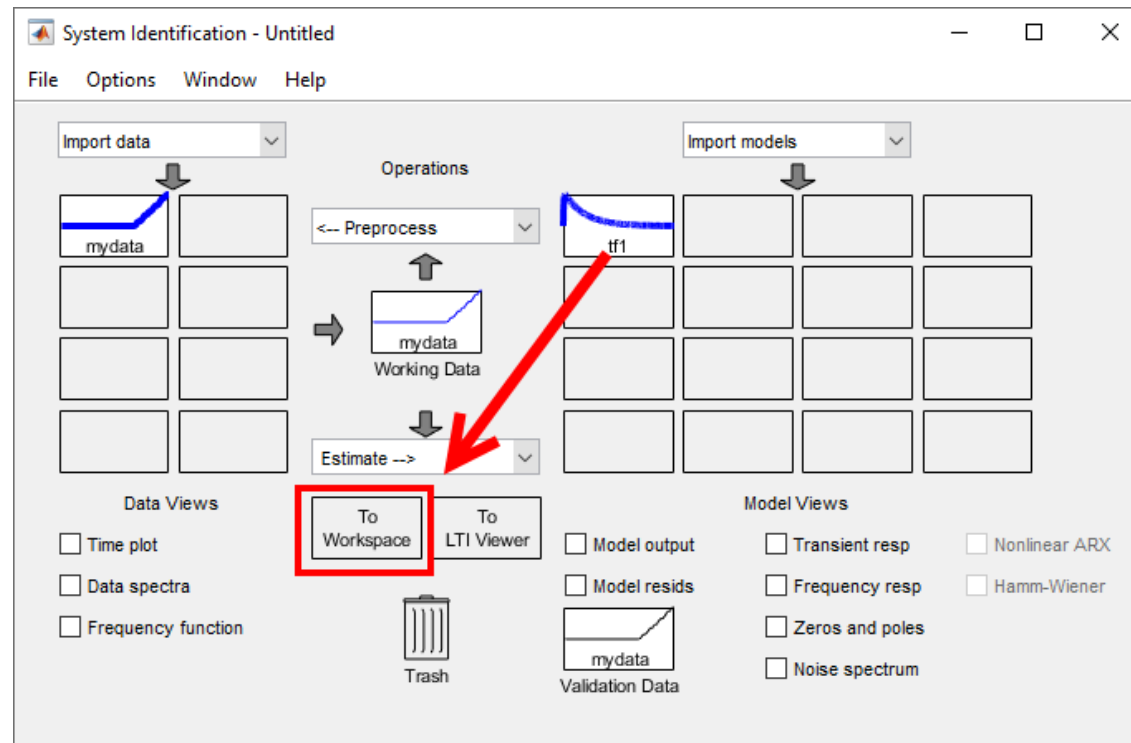 System Identification - Untitled
File Options Window Help
Import data
Import models
Operations
<-- Preprocess
mydata
tf1
mydata
Working Data
Estimate -->
Data Views
Model Views
To
Workspace
To
LTI Viewer
Time plot
Data spectra
Frequency function
Model output
Model resids
Transient resp
Frequency resp
Zeros and poles
Noise spectrum
Nonlinear ARX
Hamm-Wiener
Trash
mydata
Validation Data